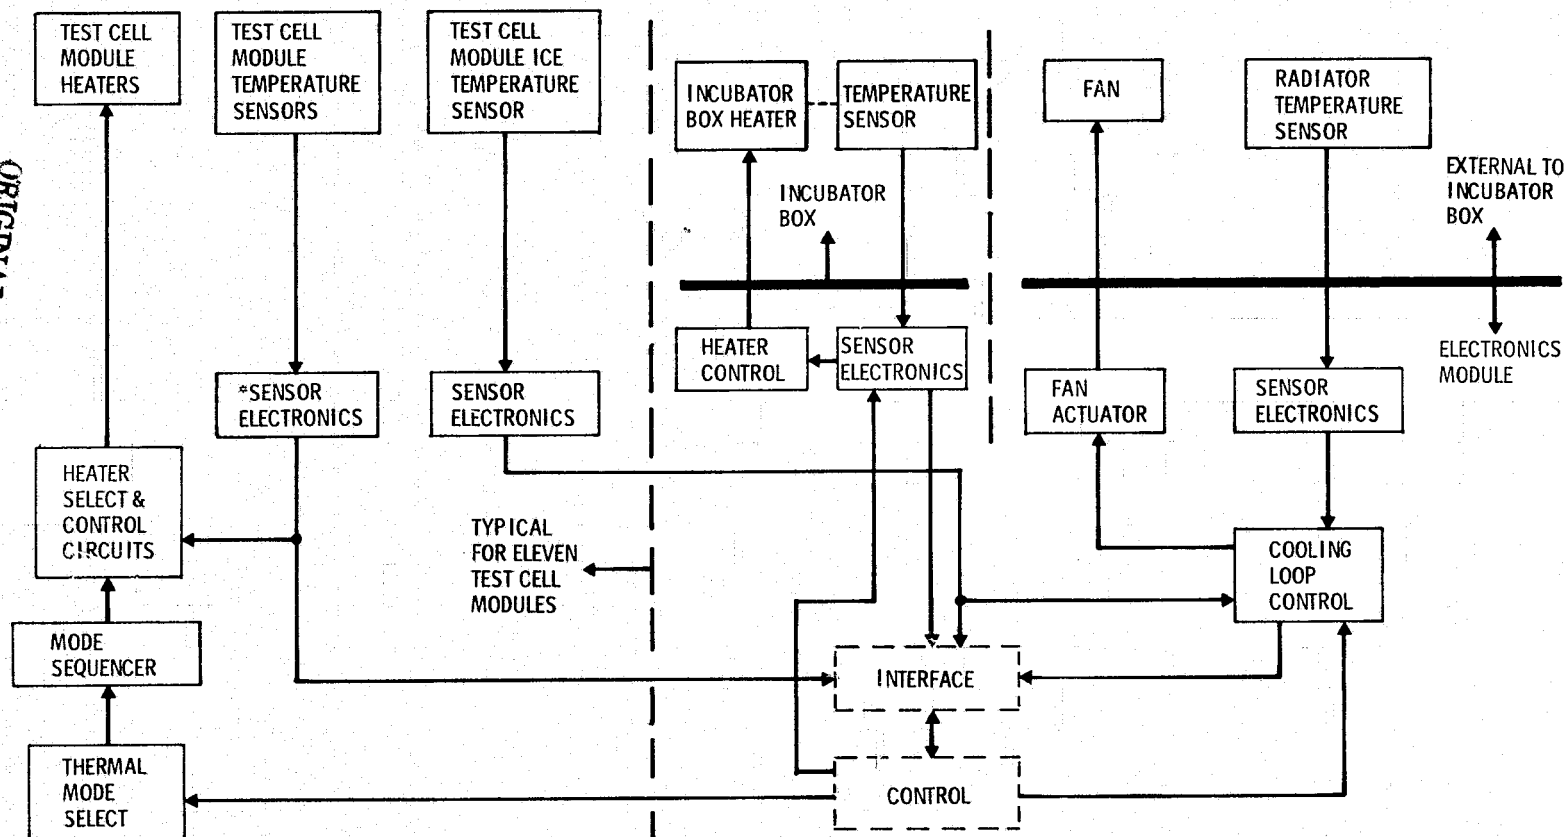 TEST CELL
MODULE
HEATERS
TEST CELL
MODULE
TEMPERATURE
SENSORS
TEST CELL
MODULE ICE
TEMPERATURE
SENSOR
INCUBATOR
BOX HEATER
TEMPERATURE
SENSOR
FAN
RADIATOR
TEMPERATURE
SENSOR
EXTERNAL TO
INCUBATOR
BOX
INCUBATOR
BOX
ORIGINAL
HEATER
CONTROL
SENSOR
ELECTRONICS
ELECTRONICS
MODULE
*SENSOR
ELECTRONICS
SENSOR
ELECTRONICS
FAN
ACTUATOR
SENSOR
ELECTRONICS
HEATER
SELECT &
CONTROL
CIRCUITS
TYPICAL
FOR ELEVEN
TEST CELL
MODULES
COOLING
LOOP
CONTROL
MODE
SEQUENCER
INTERFACE
THERMAL
MODE
SELECT
CONTROL